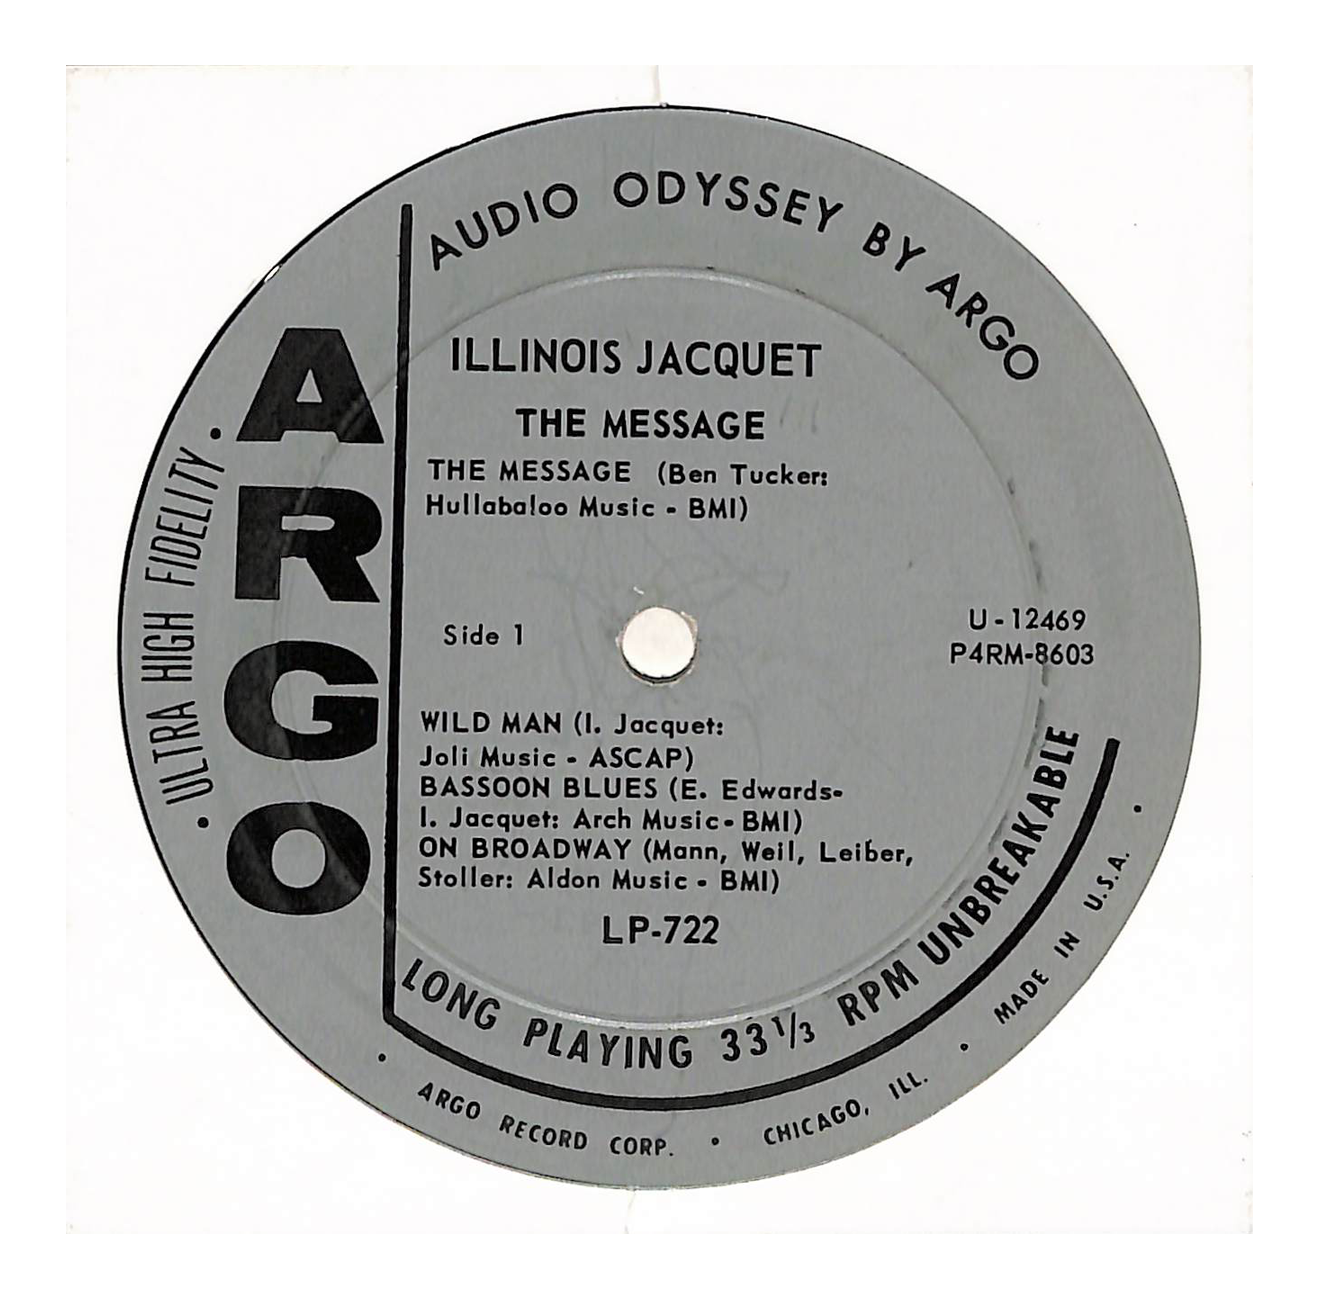 AUDIO ODYSSEY BY ARGO
ARGO
• ULTRA HIGH FIDELITY •
ILLINOIS JACQUET
THE MESSAGE
THE MESSAGE (Ben Tucker:
Hullabaloo Music - BMI)
Side 1
U-12469
P4RM-8603
WILD MAN (I. Jacquet:
Joli Music - ASCAP)
BASSOON BLUES (E. Edwards-
I. Jacquet: Arch Music- BMI)
ON BROADWAY (Mann, Weil, Leiber,
Stoller: Aldon Music - BMI)
LP-722
LONG PLAYING 33⅓ RPM UNBREAKABLE
• ARGO RECORD CORP. • CHICAGO, ILL. • MADE IN U.S.A. •